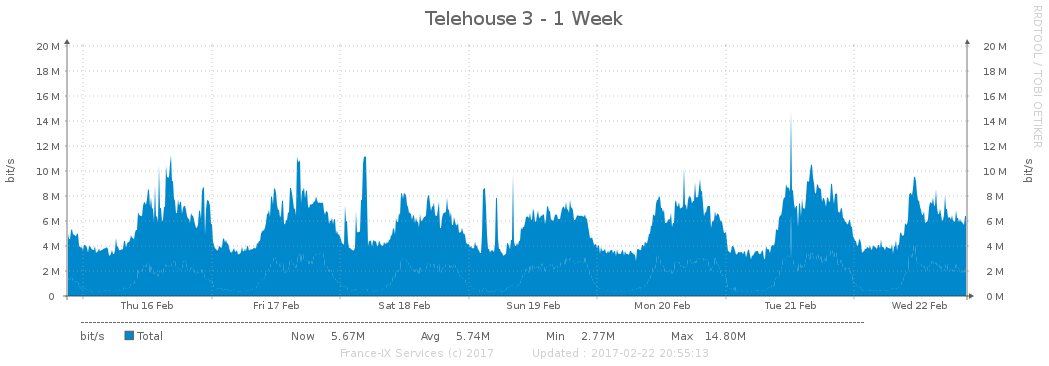 Telehouse 3 - 1 Week
RRDTOOL / TOBI OETIKER
20 M 20 M
18 M 18 M
16 M 16 M
14 M 14 M
12 M 12 M
10 M 10 M
8 M 8 M
6 M 6 M
4 M 4 M
2 M 2 M
0 0 M
bit/s bit/s
Thu 16 Feb Fri 17 Feb Sat 18 Feb Sun 19 Feb Mon 20 Feb Tue 21 Feb Wed 22 Feb
bit/s Total Now 5.67M Avg 5.74M Min 2.77M Max 14.80M
France-IX Services (c) 2017 Updated : 2017-02-22 20:55:13